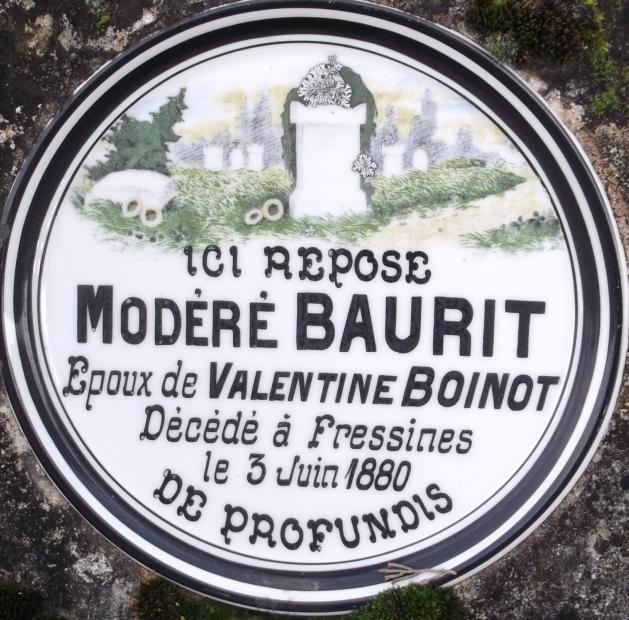 ICI REPOSE
MODÉRÉ BAURIT
Epoux de VALENTINE BOINOT
Décédé à Fressines
le 3 Juin 1880
DE PROFUNDIS